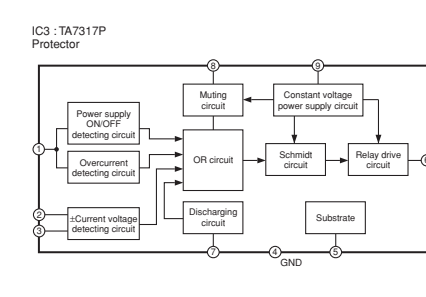 IC3 : TA7317P
Protector
8
9
Muting
circuit
Constant voltage
power supply circuit
Power supply
ON/OFF
detecting circuit
1
Overcurrent
detecting circuit
OR circuit
Schmidt
circuit
Relay drive
circuit
6
2
3
±Current voltage
detecting circuit
Discharging
circuit
Substrate
7
4
5
GND